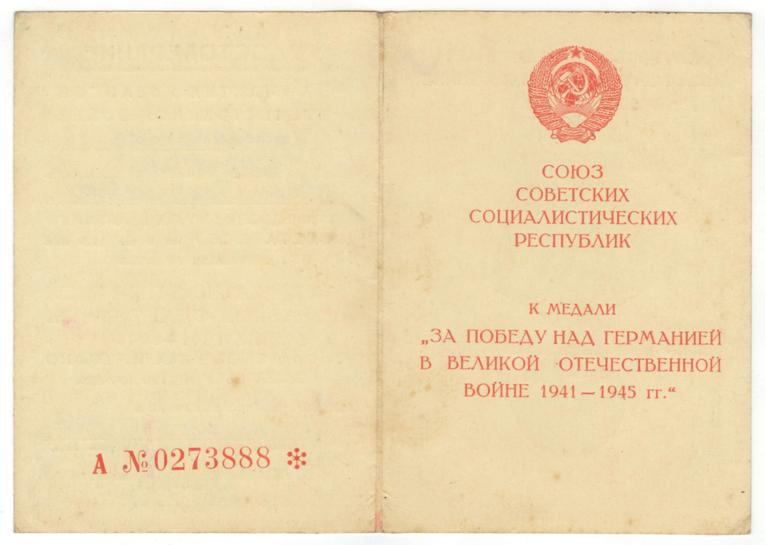 СОЮЗ
СОВЕТСКИХ
СОЦИАЛИСТИЧЕСКИХ
РЕСПУБЛИК
К МЕДАЛИ
„ЗА ПОБЕДУ НАД ГЕРМАНИЕЙ
В ВЕЛИКОЙ ОТЕЧЕСТВЕННОЙ
ВОЙНЕ 1941—1945 гг.“
А №0273888 *